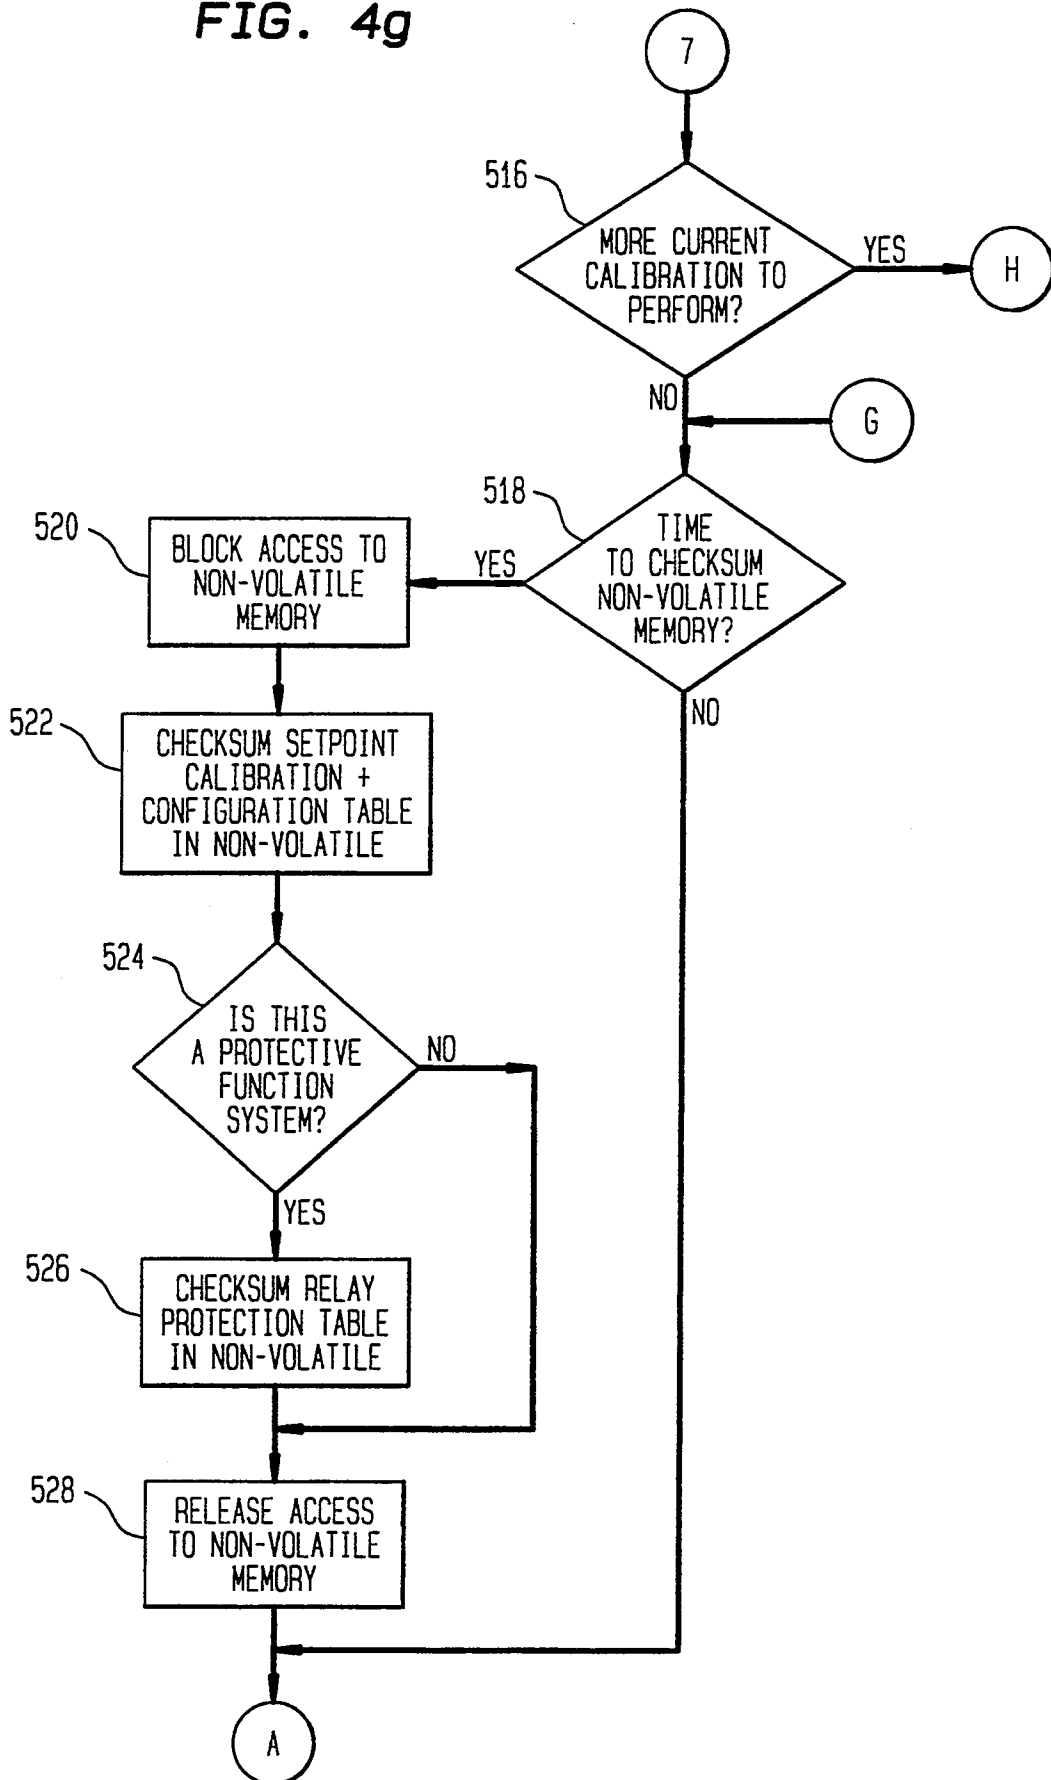 FIG. 4g
7
516
MORE CURRENT
CALIBRATION TO
PERFORM?
YES
H
NO
G
518
TIME
TO CHECKSUM
NON-VOLATILE
MEMORY?
YES
NO
520
BLOCK ACCESS TO
NON-VOLATILE
MEMORY
522
CHECKSUM SETPOINT
CALIBRATION +
CONFIGURATION TABLE
IN NON-VOLATILE
524
IS THIS
A PROTECTIVE
FUNCTION
SYSTEM?
NO
YES
526
CHECKSUM RELAY
PROTECTION TABLE
IN NON-VOLATILE
528
RELEASE ACCESS
TO NON-VOLATILE
MEMORY
A